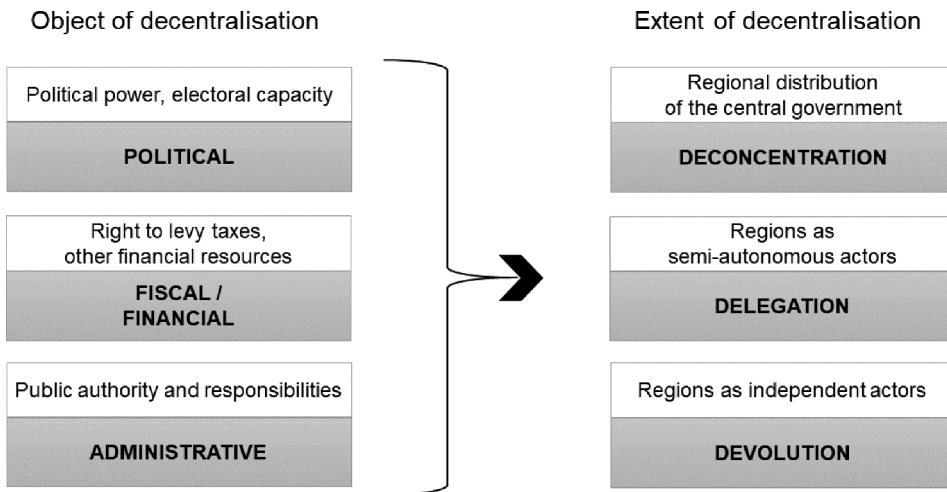 Object of decentralisation
Political power, electoral capacity
POLITICAL
Right to levy taxes,
other financial resources
FISCAL /
FINANCIAL
Public authority and responsibilities
ADMINISTRATIVE
Extent of decentralisation
Regional distribution
of the central government
DECONCENTRATION
Regions as
semi-autonomous actors
DELEGATION
Regions as independent actors
DEVOLUTION